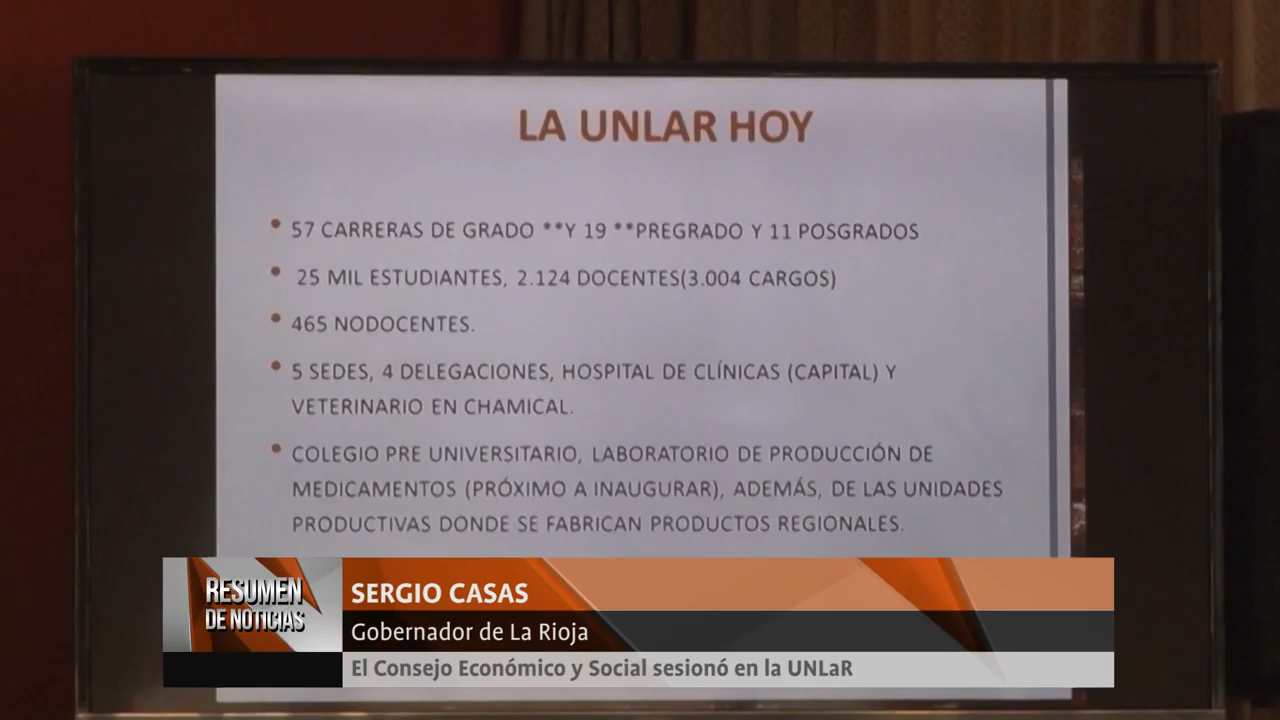 LA UNLAR HOY
• 57 CARRERAS DE GRADO **Y 19 **PREGRADO Y 11 POSGRADOS
• 25 MIL ESTUDIANTES, 2.124 DOCENTES(3.004 CARGOS)
• 465 NODOCENTES.
• 5 SEDES, 4 DELEGACIONES, HOSPITAL DE CLÍNICAS (CAPITAL) Y
VETERINARIO EN CHAMICAL.
• COLEGIO PRE UNIVERSITARIO, LABORATORIO DE PRODUCCIÓN DE
MEDICAMENTOS (PRÓXIMO A INAUGURAR), ADEMÁS, DE LAS UNIDADES
PRODUCTIVAS DONDE SE FABRICAN PRODUCTOS REGIONALES.
RESUMEN
DE NOTICIAS
SERGIO CASAS
Gobernador de La Rioja
El Consejo Económico y Social sesionó en la UNLaR